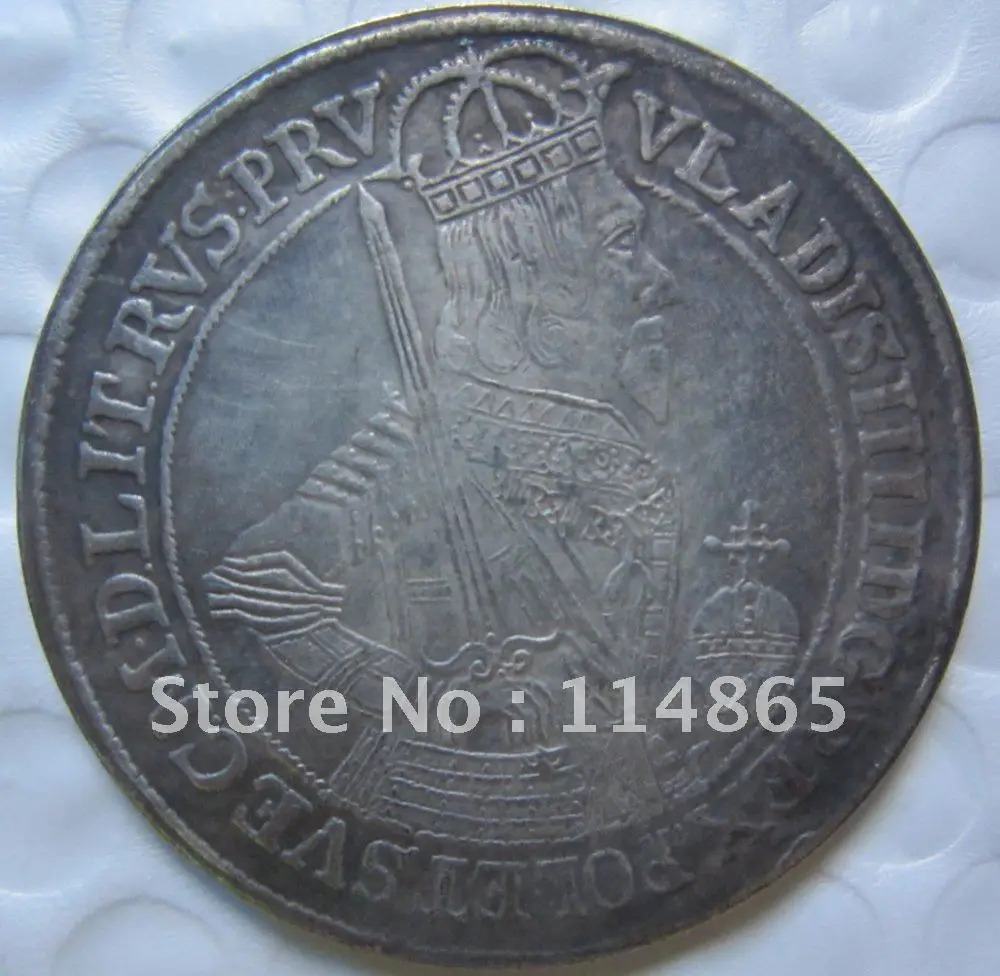 VLADIS IIII D G REX POL ET SVEC M.D.LIT.RVS:PRV
Store No : 114865